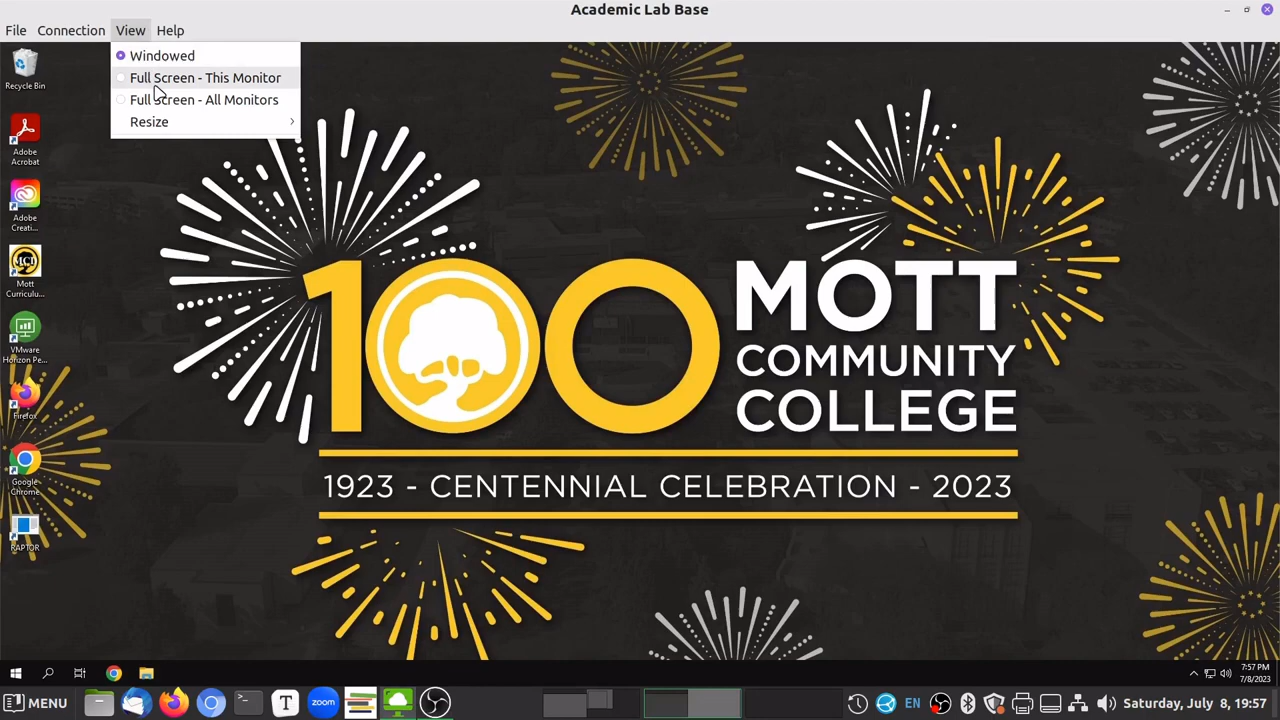 Academic Lab Base
File Connection View Help
Windowed
Full Screen - This Monitor
Full Screen - All Monitors
Resize
Recycle Bin
Adobe
Acrobat
Adobe
Creati...
MCC
Mott
Curriculu...
VMware
Horizon Pe...
Firefox
Google
Chrome
RAPTOR
100 MOTT
COMMUNITY
COLLEGE
1923 - CENTENNIAL CELEBRATION - 2023
7:57 PM
7/8/2023
MENU
T
zoom
EN
Saturday, July 8, 19:57